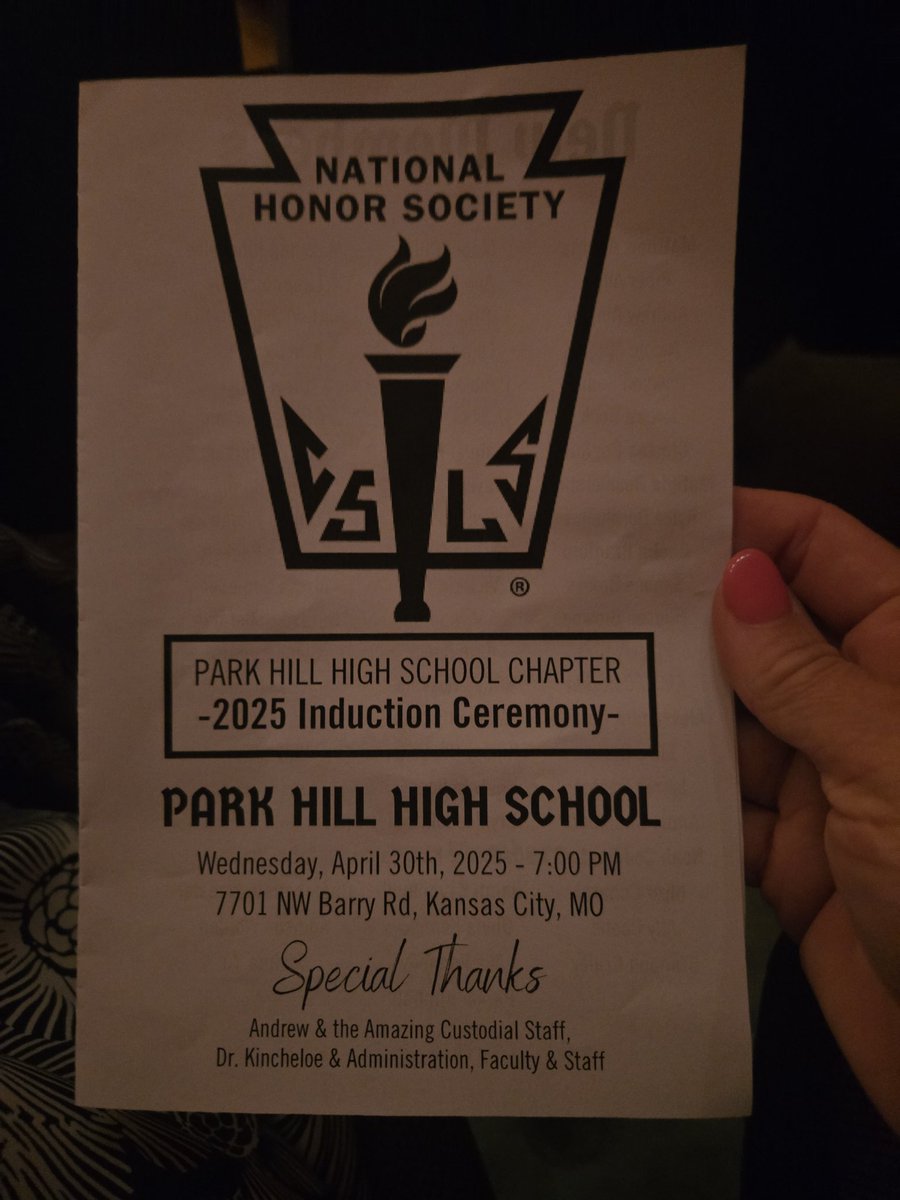 NATIONAL
HONOR SOCIETY
C S L S
®
PARK HILL HIGH SCHOOL CHAPTER
-2025 Induction Ceremony-
PARK HILL HIGH SCHOOL
Wednesday, April 30th, 2025 - 7:00 PM
7701 NW Barry Rd, Kansas City, MO
Special Thanks
Andrew & the Amazing Custodial Staff,
Dr. Kincheloe & Administration, Faculty & Staff